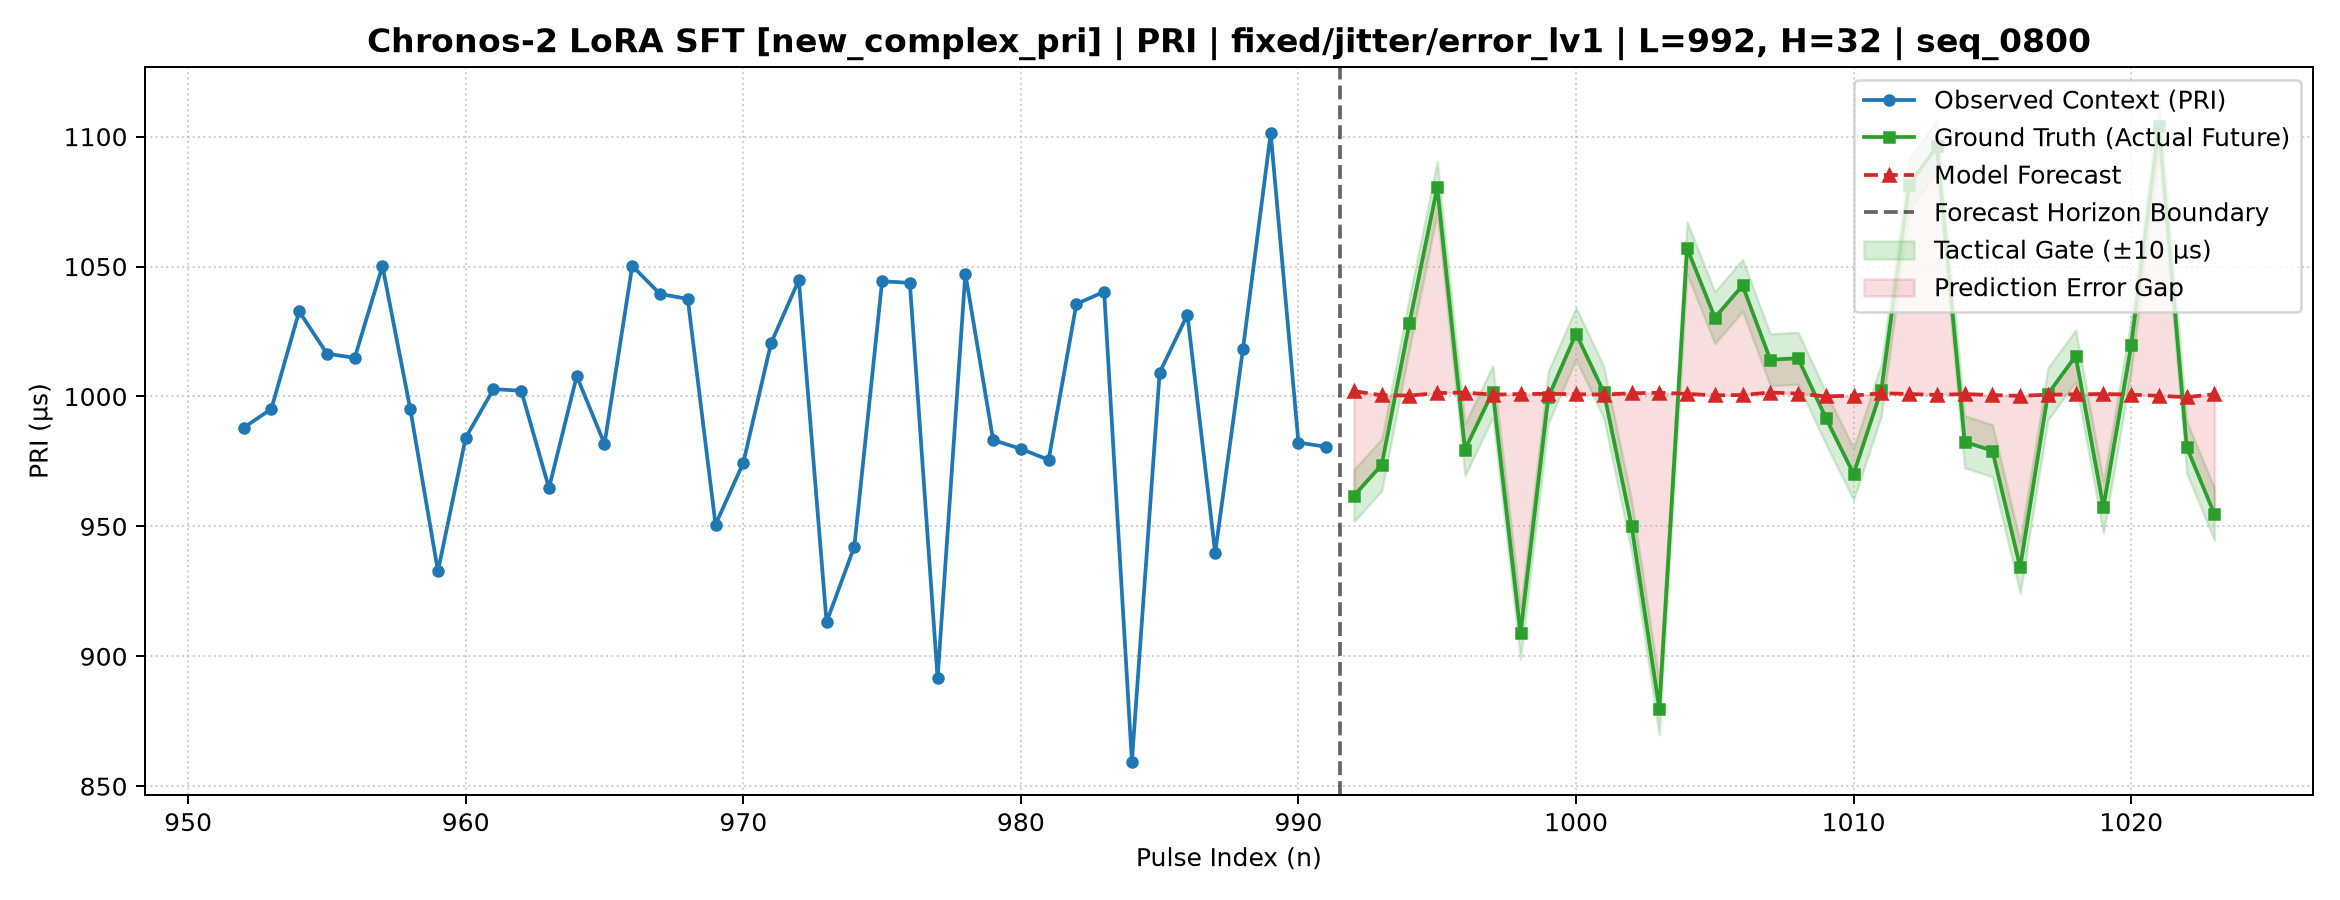 Chronos-2 LoRA SFT [new_complex_pri] | PRI | fixed/jitter/error_lv1 | L=992, H=32 | seq_0800
Observed Context (PRI)
Ground Truth (Actual Future)
Model Forecast
Forecast Horizon Boundary
Tactical Gate (±10 µs)
Prediction Error Gap
PRI (µs)
1100
1050
1000
950
900
850
950
960
970
980
990
1000
1010
1020
Pulse Index (n)